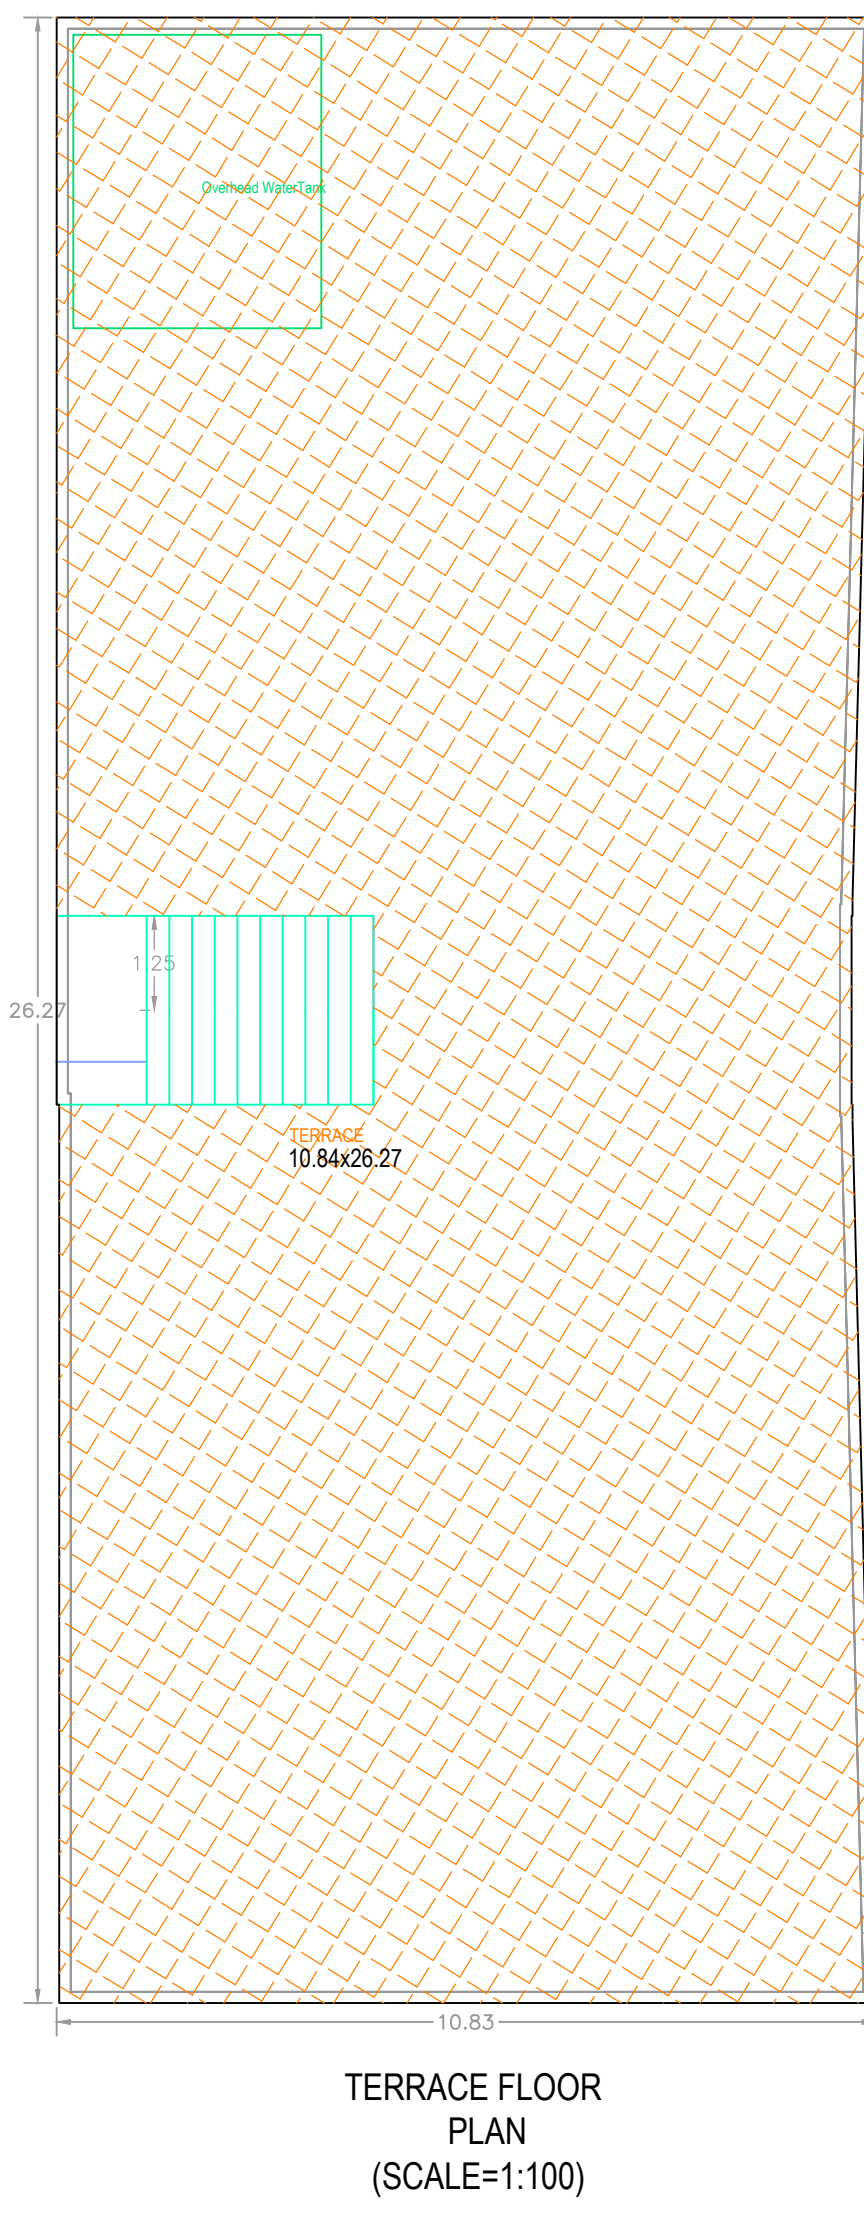 Overhead WaterTank
1.25
26.27
TERRACE
10.84x26.27
10.83
TERRACE FLOOR
PLAN
(SCALE=1:100)